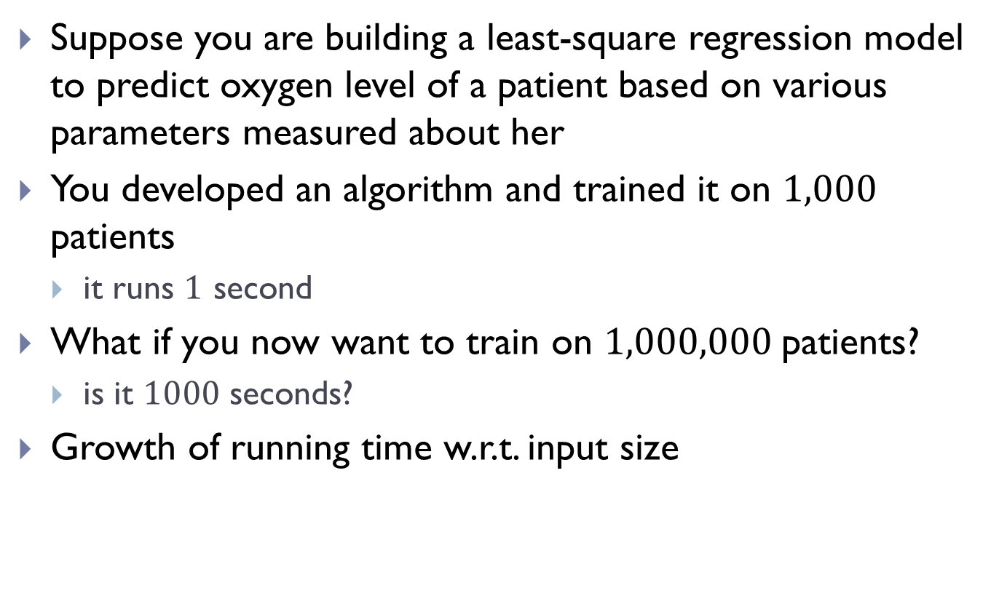 Suppose you are building a least-square regression model
to predict oxygen level of a patient based on various
parameters measured about her
You developed an algorithm and trained it on 1,000
patients
it runs 1 second
What if you now want to train on 1,000,000 patients?
is it 1000 seconds?
Growth of running time w.r.t. input size